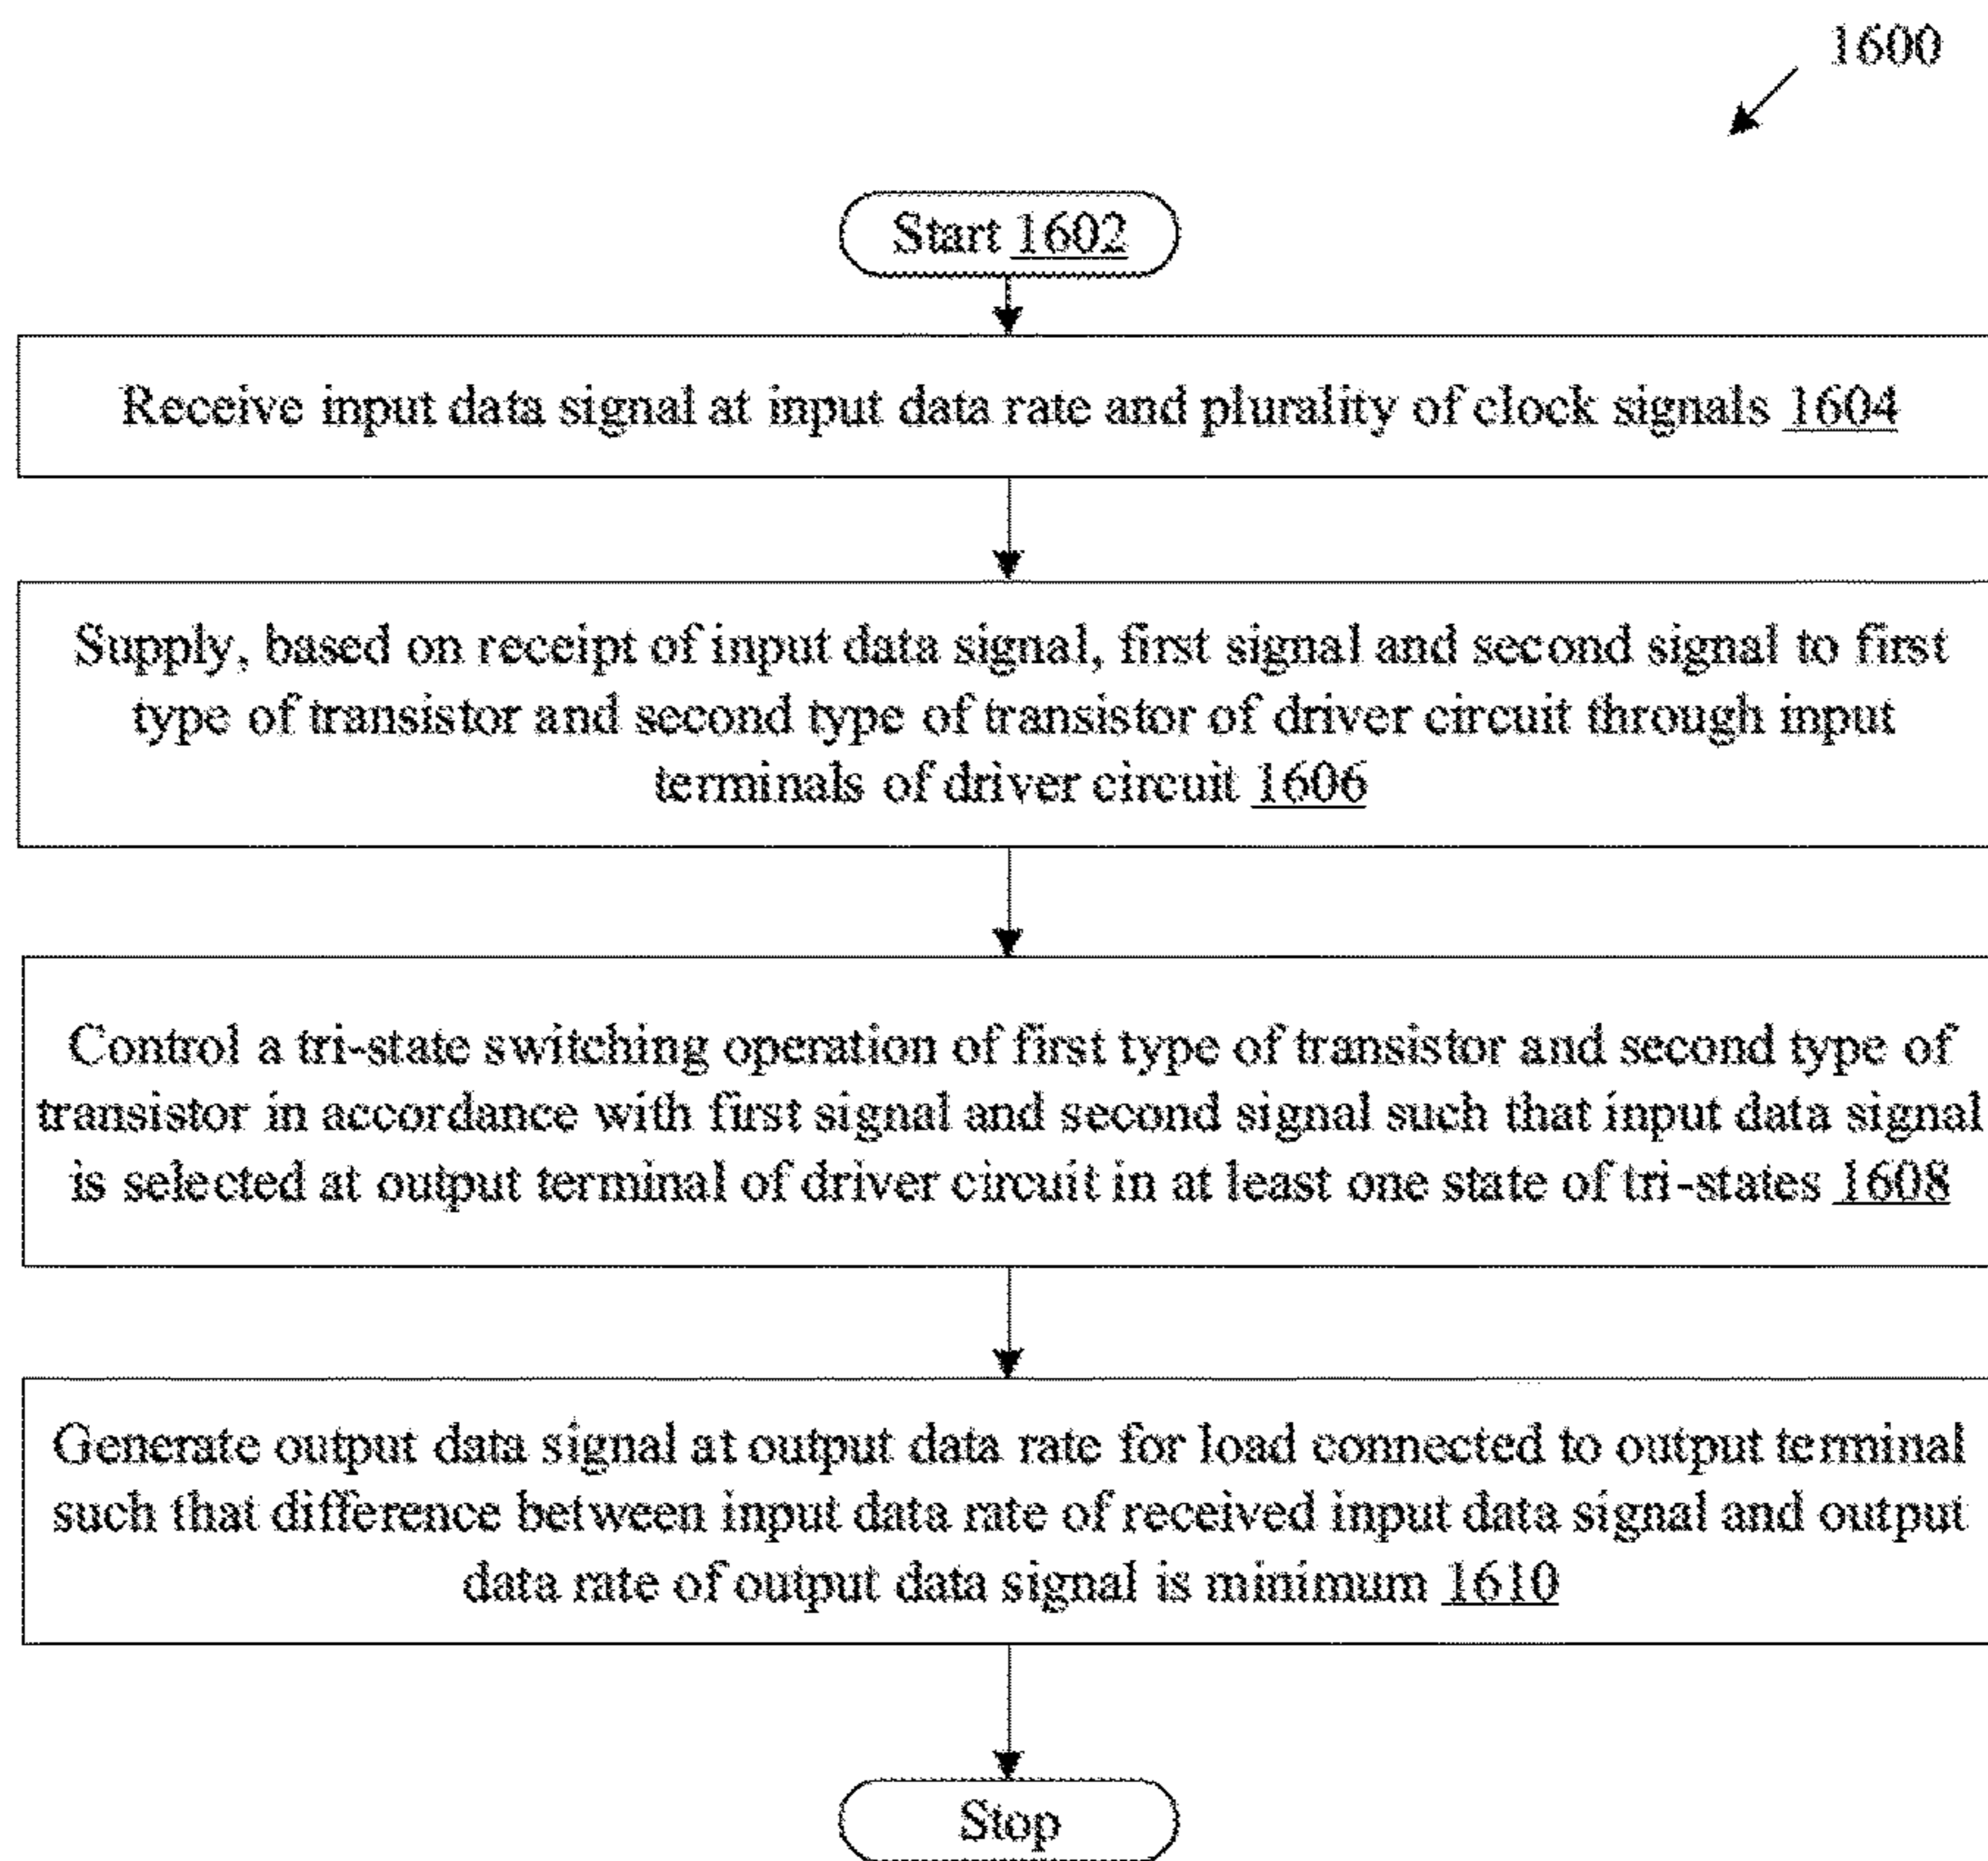 1600
Start 1602
Receive input data signal at input data rate and plurality of clock signals 1604
Supply, based on receipt of input data signal, first signal and second signal to first
type of transistor and second type of transistor of driver circuit through input
terminals of driver circuit 1606
Control a tri-state switching operation of first type of transistor and second type of
transistor in accordance with first signal and second signal such that input data signal
is selected at output terminal of driver circuit in at least one state of tri-states 1608
Generate output data signal at output data rate for load connected to output terminal
such that difference between input data rate of received input data signal and output
data rate of output data signal is minimum 1610
Stop